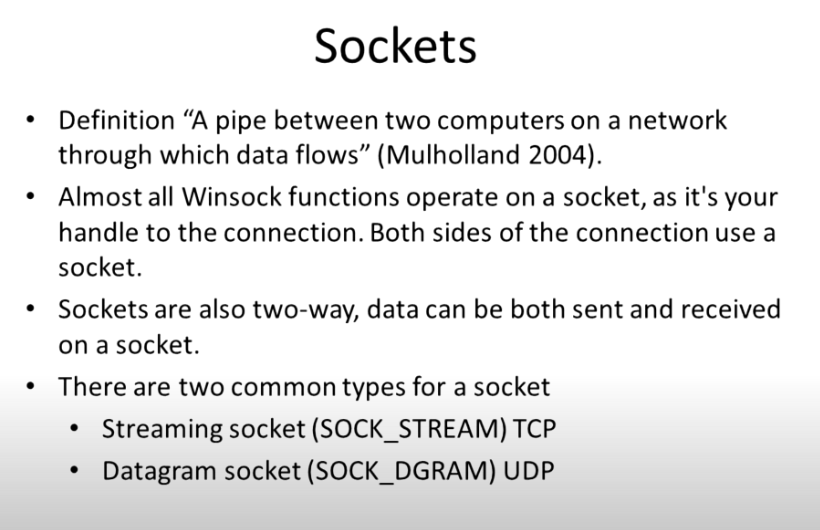 Sockets
• Definition “A pipe between two computers on a network
through which data flows” (Mulholland 2004).
• Almost all Winsock functions operate on a socket, as it's your
handle to the connection. Both sides of the connection use a
socket.
• Sockets are also two-way, data can be both sent and received
on a socket.
• There are two common types for a socket
• Streaming socket (SOCK_STREAM) TCP
• Datagram socket (SOCK_DGRAM) UDP